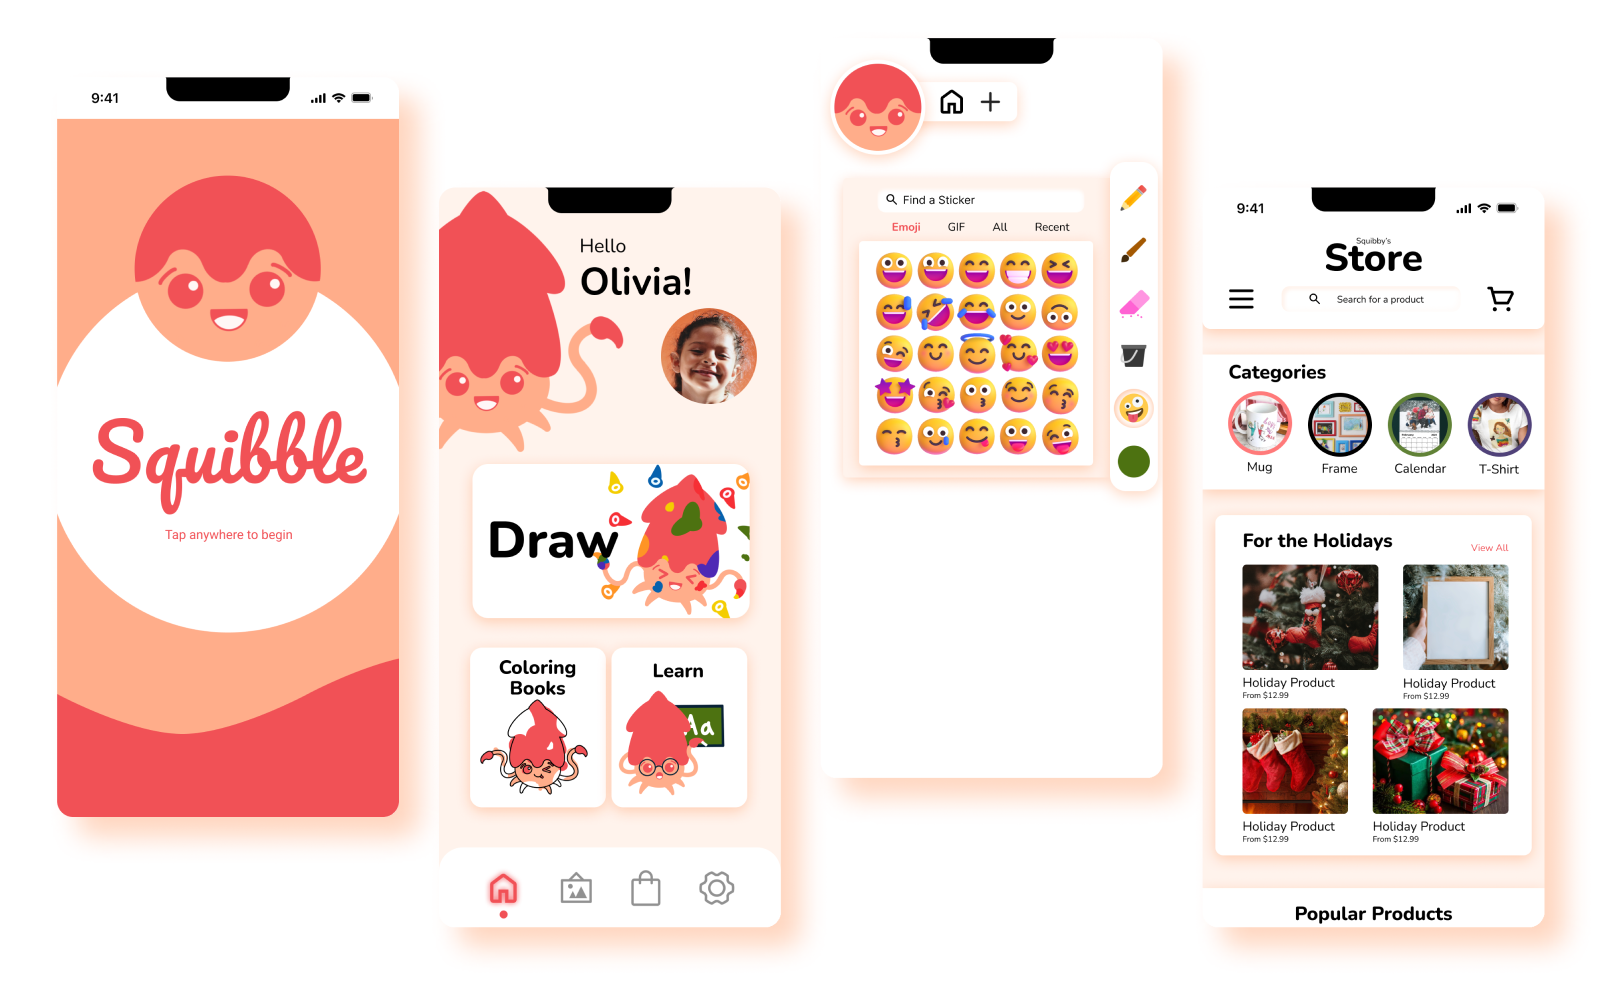 9:41
Squibble
Tap anywhere to begin
Hello
Olivia!
Draw
Coloring
Books
Learn
Aa
Find a Sticker
Emoji GIF All Recent
9:41
Squibby's
Store
Search for a product
Categories
Mug Frame Calendar T-Shirt
For the Holidays
View All
Holiday Product Holiday Product
From $12.99 From $12.99
Holiday Product Holiday Product
From $12.99 From $12.99
Popular Products